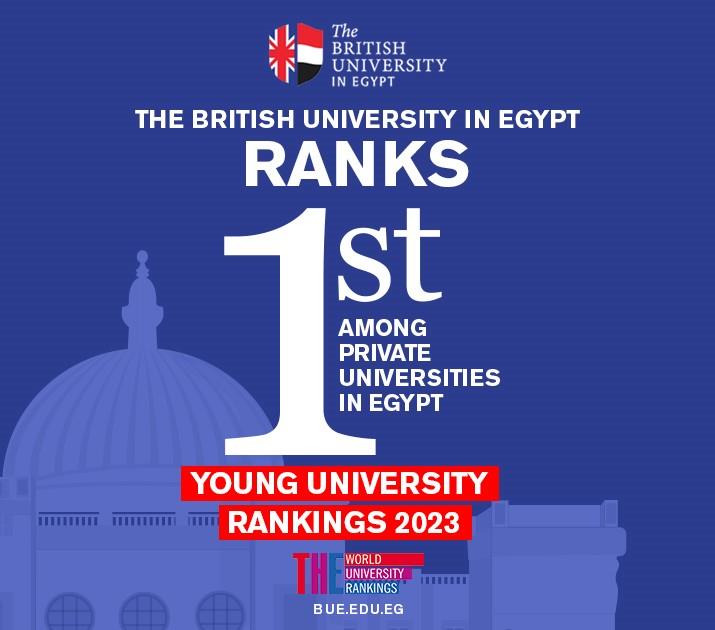 The
BRITISH
UNIVERSITY
IN EGYPT
THE BRITISH UNIVERSITY IN EGYPT
RANKS
1st
AMONG
PRIVATE
UNIVERSITIES
IN EGYPT
YOUNG UNIVERSITY
RANKINGS 2023
THE WORLD
UNIVERSITY
RANKINGS
BUE.EDU.EG